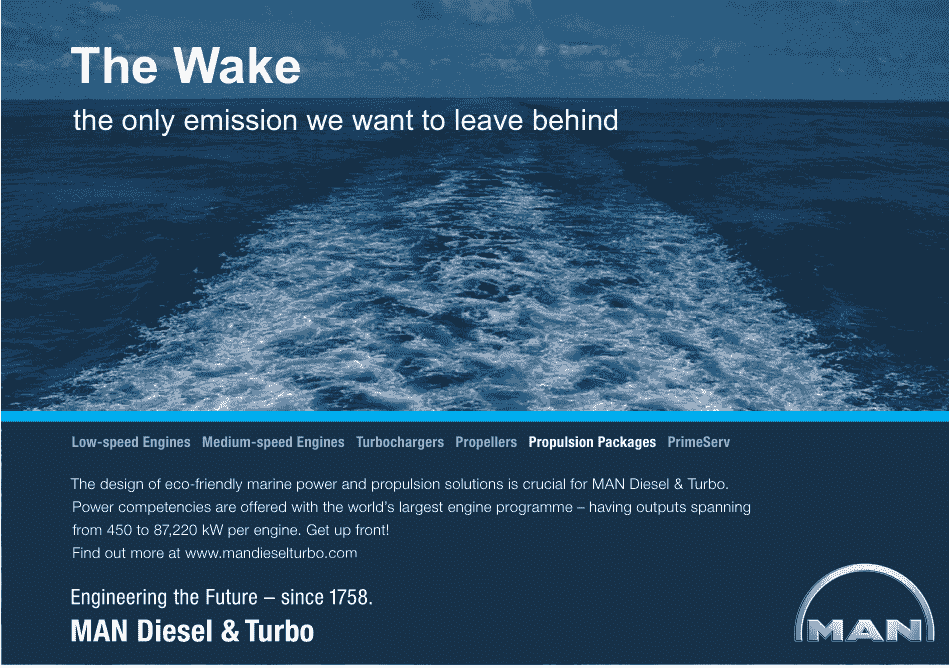 The Wake
the only emission we want to leave behind
Low-speed Engines Medium-speed Engines Turbochargers Propellers Propulsion Packages PrimeServ
The design of eco-friendly marine power and propulsion solutions is crucial for MAN Diesel & Turbo.
Power competencies are offered with the world's largest engine programme – having outputs spanning
from 450 to 87,220 kW per engine. Get up front!
Find out more at www.mandieselturbo.com
Engineering the Future – since 1758.
MAN Diesel & Turbo
MAN